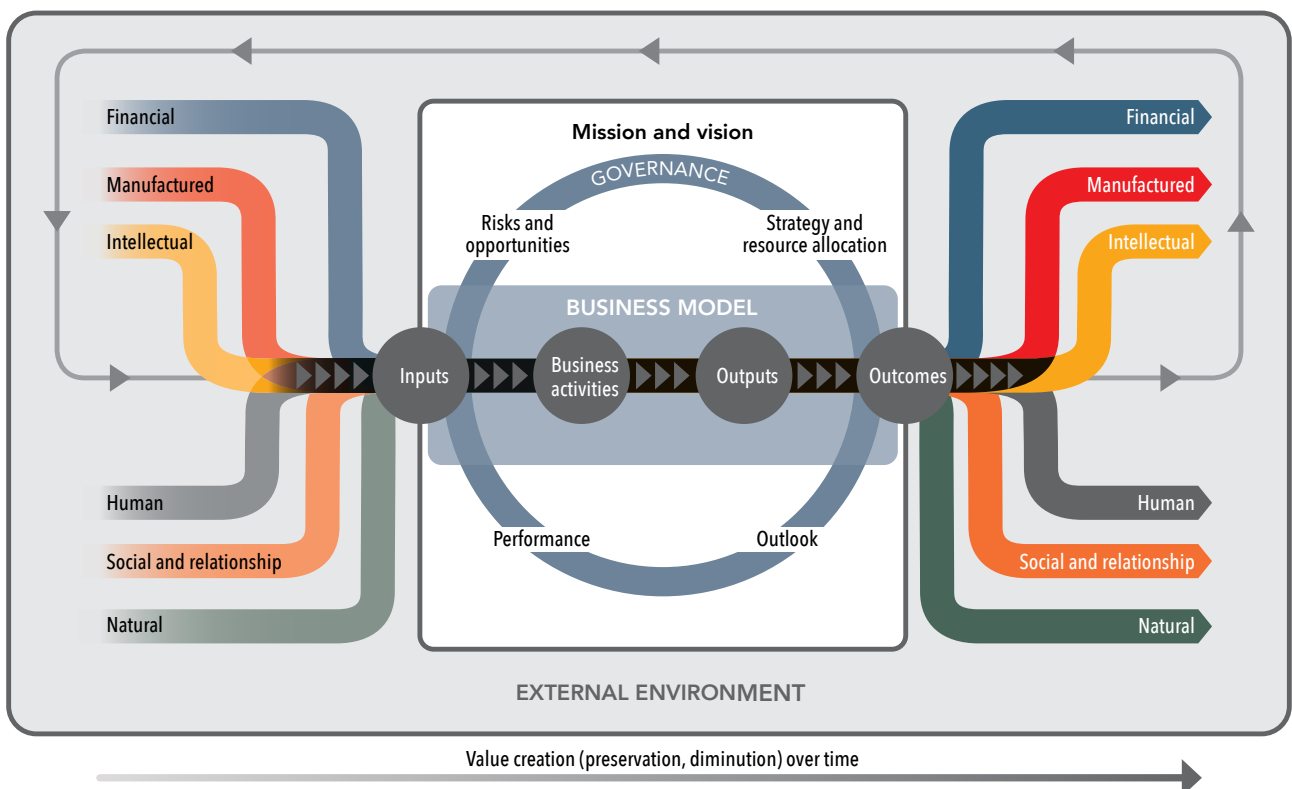 Financial
Manufactured
Intellectual
Human
Social and relationship
Natural
Mission and vision
GOVERNANCE
Risks and
opportunities
Strategy and
resource allocation
BUSINESS MODEL
Inputs
Business
activities
Outputs
Outcomes
Performance
Outlook
Financial
Manufactured
Intellectual
Human
Social and relationship
Natural
EXTERNAL ENVIRONMENT
Value creation (preservation, diminution) over time